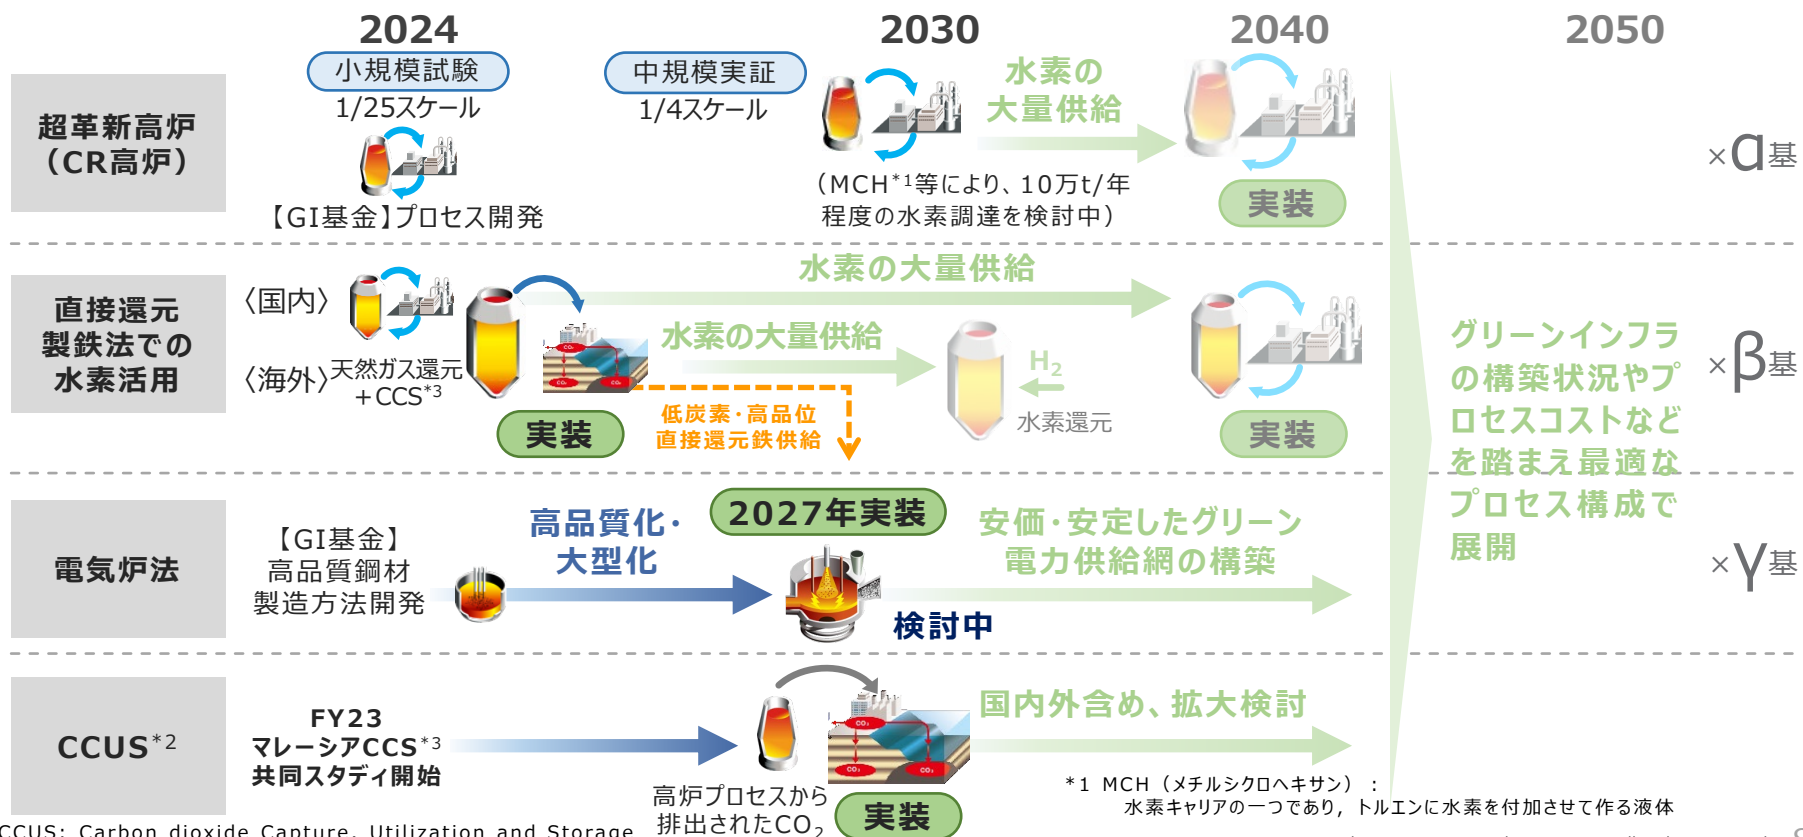 2024
2030
2040
2050
超革新高炉
（CR高炉）
小規模試験
1/25スケール
【GI基金】プロセス開発
中規模実証
1/4スケール
水素の
大量供給
（MCH*1等により、10万t/年
程度の水素調達を検討中）
実装
×α基
直接還元
製鉄法での
水素活用
〈国内〉
〈海外〉
天然ガス還元
+CCS*3
実装
水素の大量供給
水素の大量供給
低炭素・高品位
直接還元鉄供給
H2
水素還元
実装
×β基
グリーンインフラ
の構築状況やプ
ロセスコストなど
を踏まえ最適な
プロセス構成で
展開
電気炉法
【GI基金】
高品質鋼材
製造方法開発
高品質化・
大型化
2027年実装
検討中
安価・安定したグリーン
電力供給網の構築
×γ基
CCUS*2
FY23
マレーシアCCS*3
共同スタディ開始
高炉プロセスから
排出されたCO2
実装
国内外含め、拡大検討
*1 MCH（メチルシクロヘキサン）：
水素キャリアの一つであり，トルエンに水素を付加させて作る液体
CCUS: Carbon dioxide Capture, Utilization and Storage